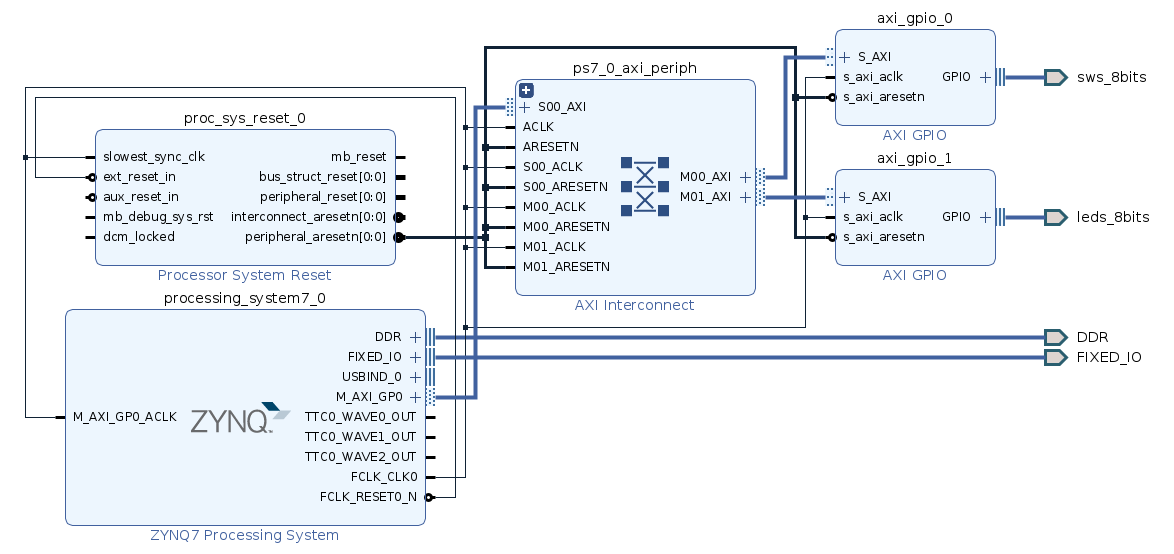 axi_gpio_0
S_AXI
s_axi_aclk
s_axi_aresetn
GPIO
AXI GPIO
sws_8bits
ps7_0_axi_periph
S00_AXI
ACLK
ARESETN
S00_ACLK
S00_ARESETN
M00_ACLK
M00_ARESETN
M01_ACLK
M01_ARESETN
M00_AXI
M01_AXI
AXI Interconnect
proc_sys_reset_0
slowest_sync_clk
ext_reset_in
aux_reset_in
mb_debug_sys_rst
dcm_locked
mb_reset
bus_struct_reset[0:0]
peripheral_reset[0:0]
interconnect_aresetn[0:0]
peripheral_aresetn[0:0]
Processor System Reset
axi_gpio_1
S_AXI
s_axi_aclk
s_axi_aresetn
GPIO
AXI GPIO
leds_8bits
processing_system7_0
M_AXI_GP0_ACLK
ZYNQ
DDR
FIXED_IO
USBIND_0
M_AXI_GP0
TTC0_WAVE0_OUT
TTC0_WAVE1_OUT
TTC0_WAVE2_OUT
FCLK_CLK0
FCLK_RESET0_N
ZYNQ7 Processing System
DDR
FIXED_IO